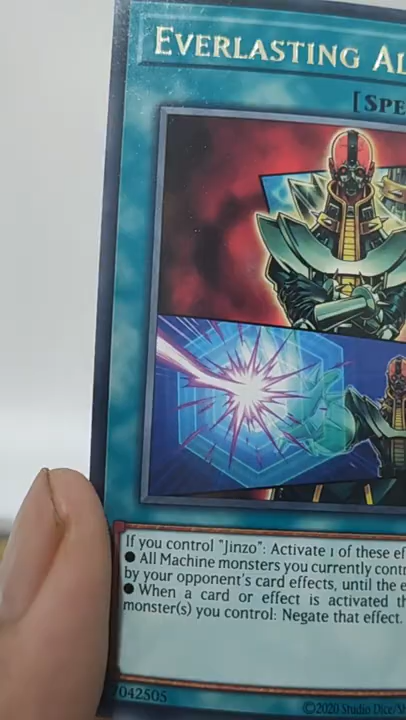 EVERLASTING AL
[SPE
If you control "Jinzo": Activate 1 of these ef
● All Machine monsters you currently contr
by your opponent's card effects, until the e
● When a card or effect is activated th
monster(s) you control: Negate that effect.
042505
©2020 Studio Dice/S